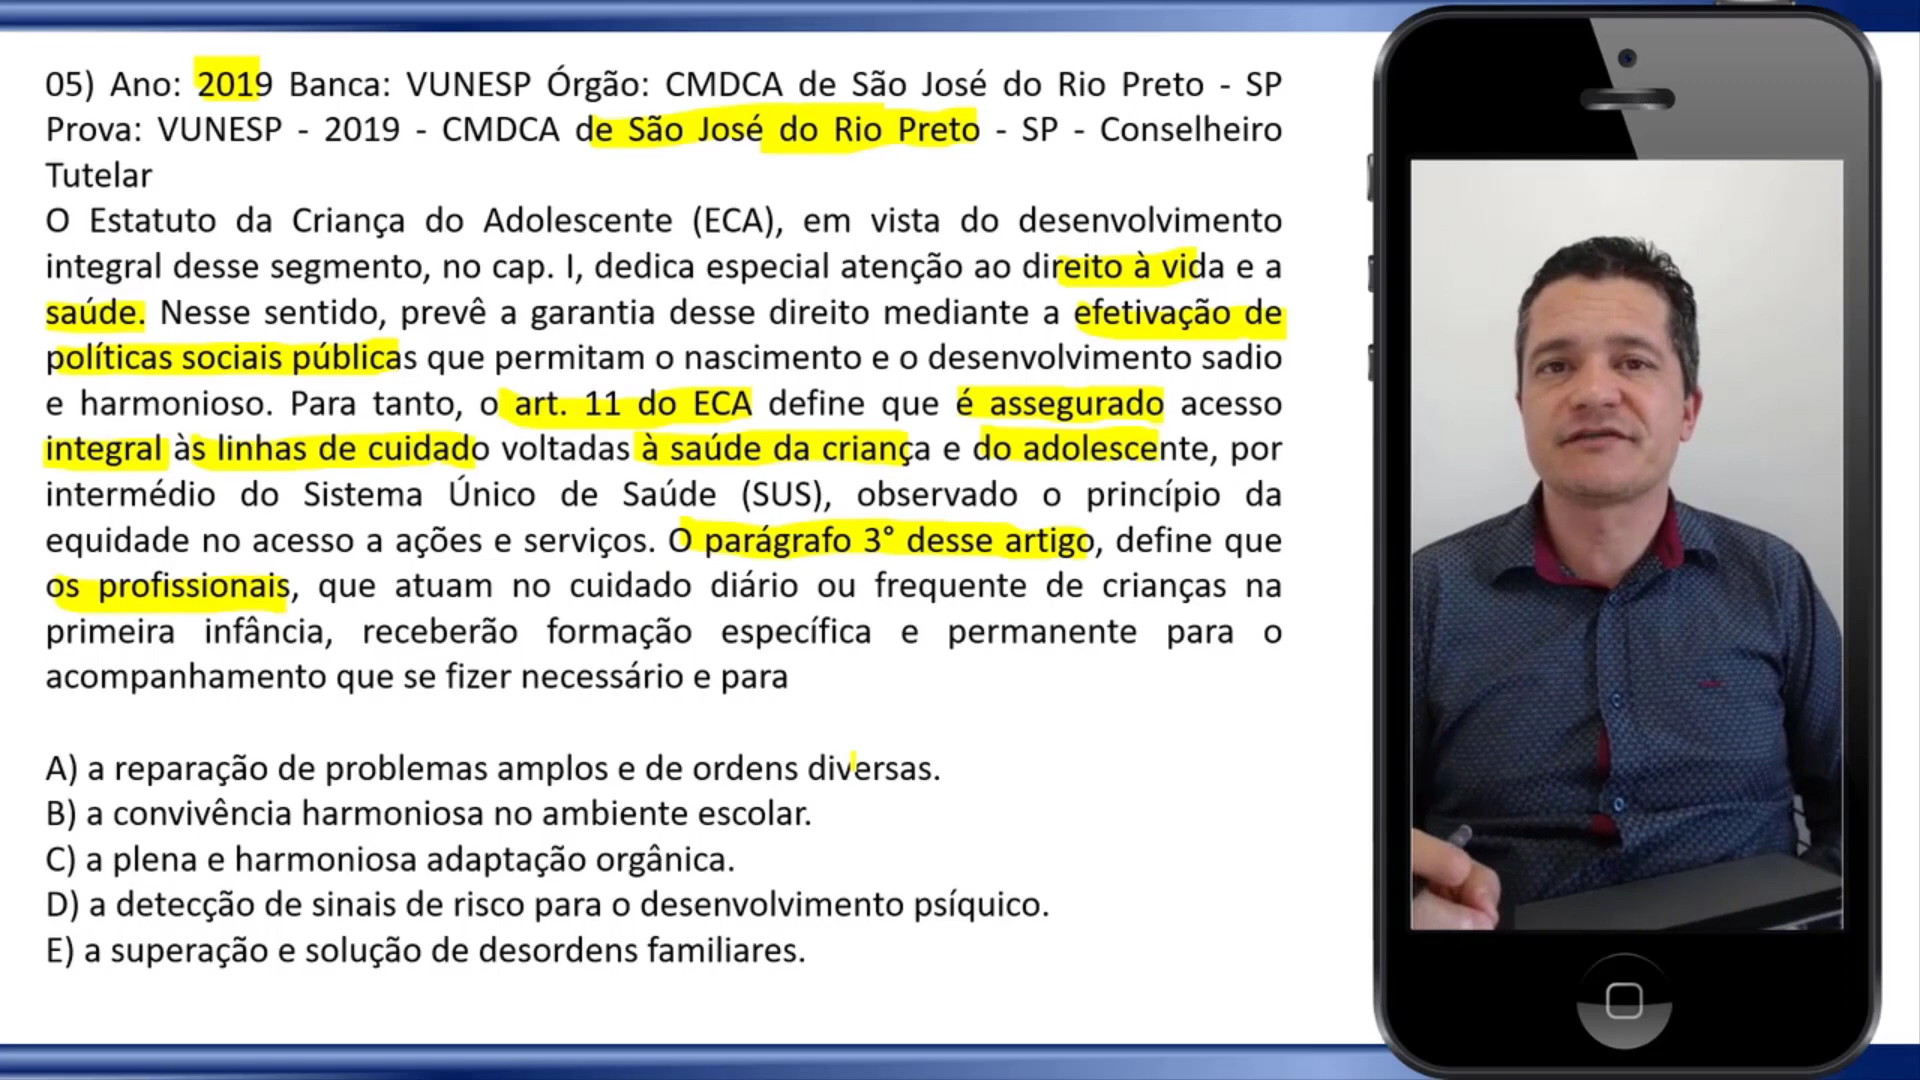 05) Ano: 2019 Banca: VUNESP Órgão: CMDCA de São José do Rio Preto - SP
Prova: VUNESP - 2019 - CMDCA de São José do Rio Preto - SP - Conselheiro
Tutelar
O Estatuto da Criança do Adolescente (ECA), em vista do desenvolvimento
integral desse segmento, no cap. I, dedica especial atenção ao direito à vida e a
saúde. Nesse sentido, prevê a garantia desse direito mediante a efetivação de
políticas sociais públicas que permitam o nascimento e o desenvolvimento sadio
e harmonioso. Para tanto, o art. 11 do ECA define que é assegurado acesso
integral às linhas de cuidado voltadas à saúde da criança e do adolescente, por
intermédio do Sistema Único de Saúde (SUS), observado o princípio da
equidade no acesso a ações e serviços. O parágrafo 3° desse artigo, define que
os profissionais, que atuam no cuidado diário ou frequente de crianças na
primeira infância, receberão formação específica e permanente para o
acompanhamento que se fizer necessário e para
A) a reparação de problemas amplos e de ordens diversas.
B) a convivência harmoniosa no ambiente escolar.
C) a plena e harmoniosa adaptação orgânica.
D) a detecção de sinais de risco para o desenvolvimento psíquico.
E) a superação e solução de desordens familiares.